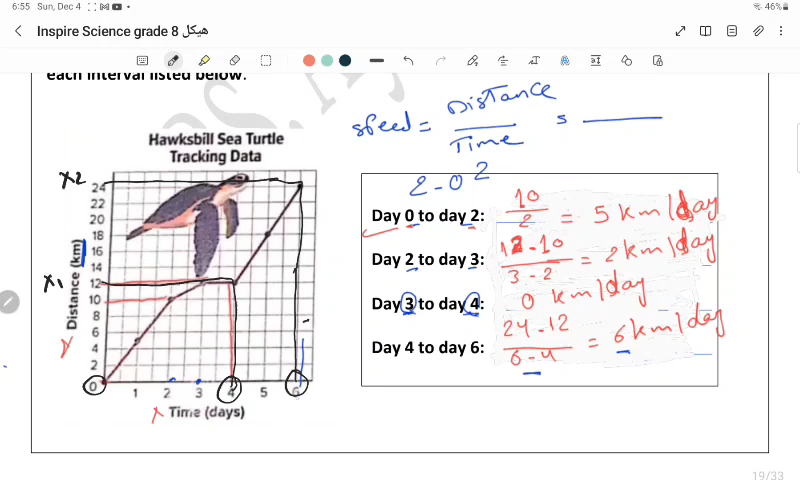 6:55 Sun, Dec 4
46%
Inspire Science grade 8 هيكل
each interval listed below.
speed = Distance / Time = 
2-0 2
Hawksbill Sea Turtle
Tracking Data
x2
x1
Distance (km)
24
22
20
18
16
14
12
10
8
6
4
2
0
y
1 2 3 4 5 6
x Time (days)
Day 0 to day 2: 10/2 = 5 km/day
Day 2 to day 3: 12-10/3-2 = 2 km/day
Day 3 to day 4: 0 km/day
Day 4 to day 6: 24-12/6-4 = 6 km/day
19/33